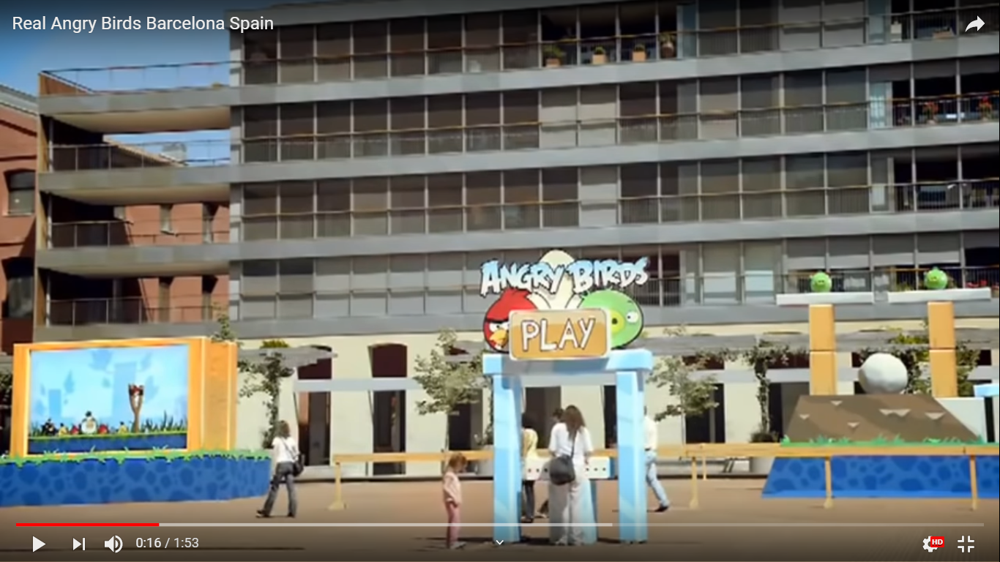 Real Angry Birds Barcelona Spain
ANGRY BIRDS
PLAY
0:16 / 1:53
HD